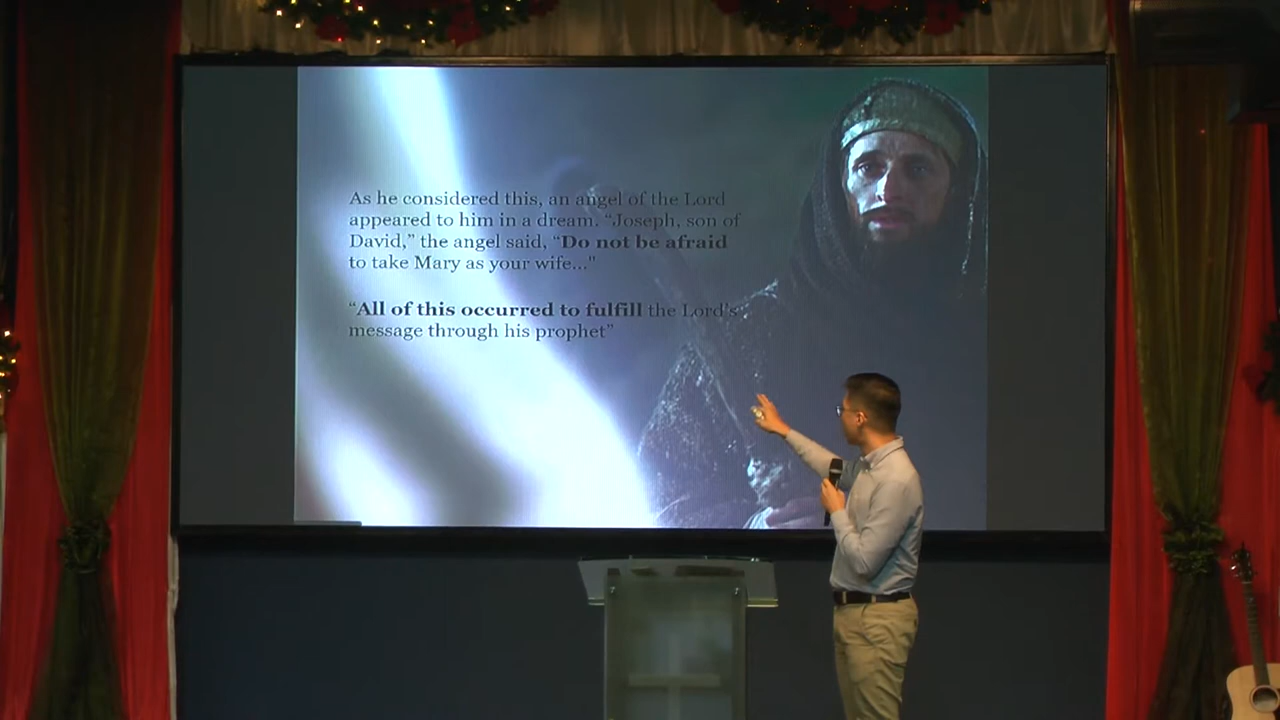 As he considered this, an angel of the Lord
appeared to him in a dream. “Joseph, son of
David,” the angel said, “Do not be afraid
to take Mary as your wife...”
“All of this occurred to fulfill the Lord’s
message through his prophet”